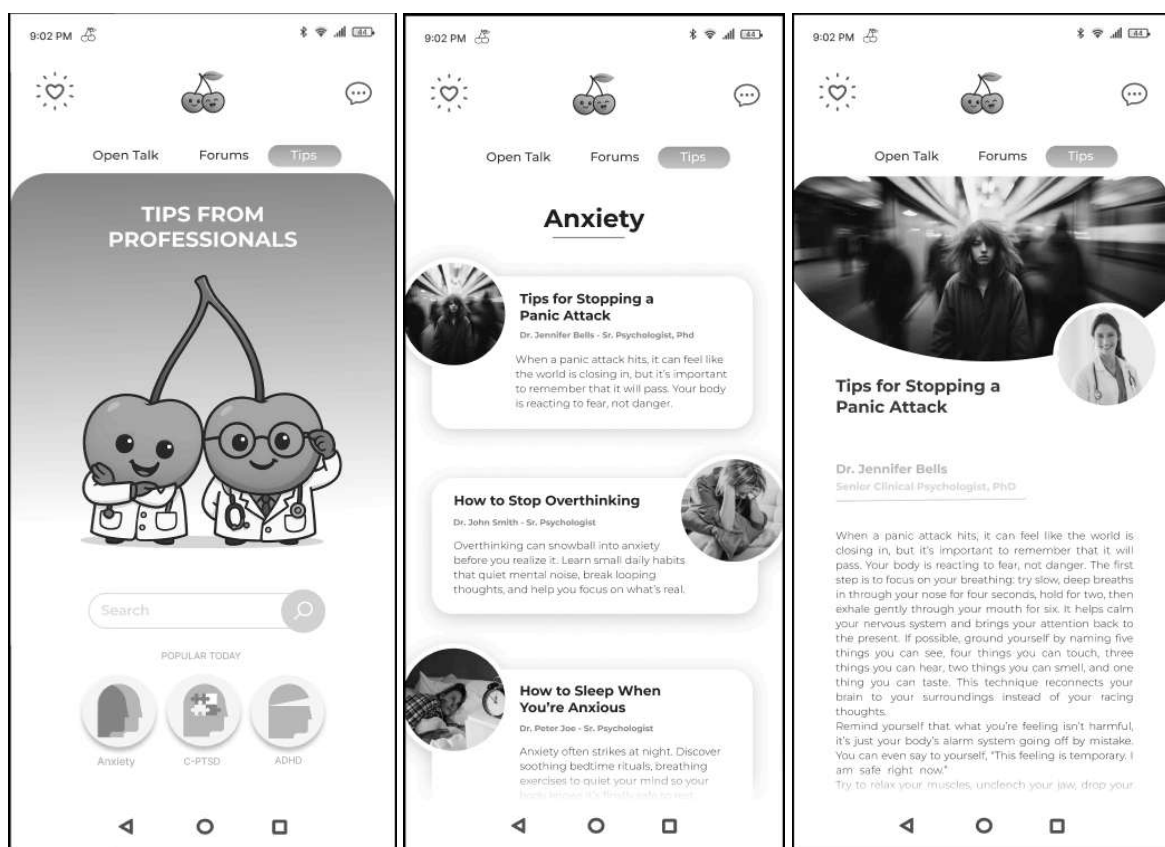 9:02 PM
44
Open Talk
Forums
Tips
TIPS FROM
PROFESSIONALS
Search
POPULAR TODAY
Anxiety
C-PTSD
ADHD
9:02 PM
44
Open Talk
Forums
Tips
Anxiety
Tips for Stopping a
Panic Attack
Dr. Jennifer Bells - Sr. Psychologist, Phd
When a panic attack hits, it can feel like
the world is closing in, but it's important
to remember that it will pass. Your body
is reacting to fear, not danger.
How to Stop Overthinking
Dr. John Smith - Sr. Psychologist
Overthinking can snowball into anxiety
before you realize it. Learn small daily habits
that quiet mental noise, break looping
thoughts, and help you focus on what's real.
How to Sleep When
You're Anxious
Dr. Peter Joe - Sr. Psychologist
Anxiety often strikes at night. Discover
soothing bedtime rituals, breathing
exercises to quiet your mind so your
body knows it's finally safe to rest.
9:02 PM
44
Open Talk
Forums
Tips
Tips for Stopping a
Panic Attack
Dr. Jennifer Bells
Senior Clinical Psychologist, PhD
When a panic attack hits, it can feel like the world is
closing in, but it's important to remember that it will
pass. Your body is reacting to fear, not danger. The first
step is to focus on your breathing: try slow, deep breaths
in through your nose for four seconds, hold for two, then
exhale gently through your mouth for six. It helps calm
your nervous system and brings your attention back to
the present. If possible, ground yourself by naming five
things you can see, four things you can touch, three
things you can hear, two things you can smell, and one
thing you can taste. This technique reconnects your
brain to your surroundings instead of your racing
thoughts.
Remind yourself that what you're feeling isn't harmful,
it's just your body's alarm system going off by mistake.
You can even say to yourself, "This feeling is temporary. I
am safe right now."
Try to relax your muscles, unclench your jaw, drop your